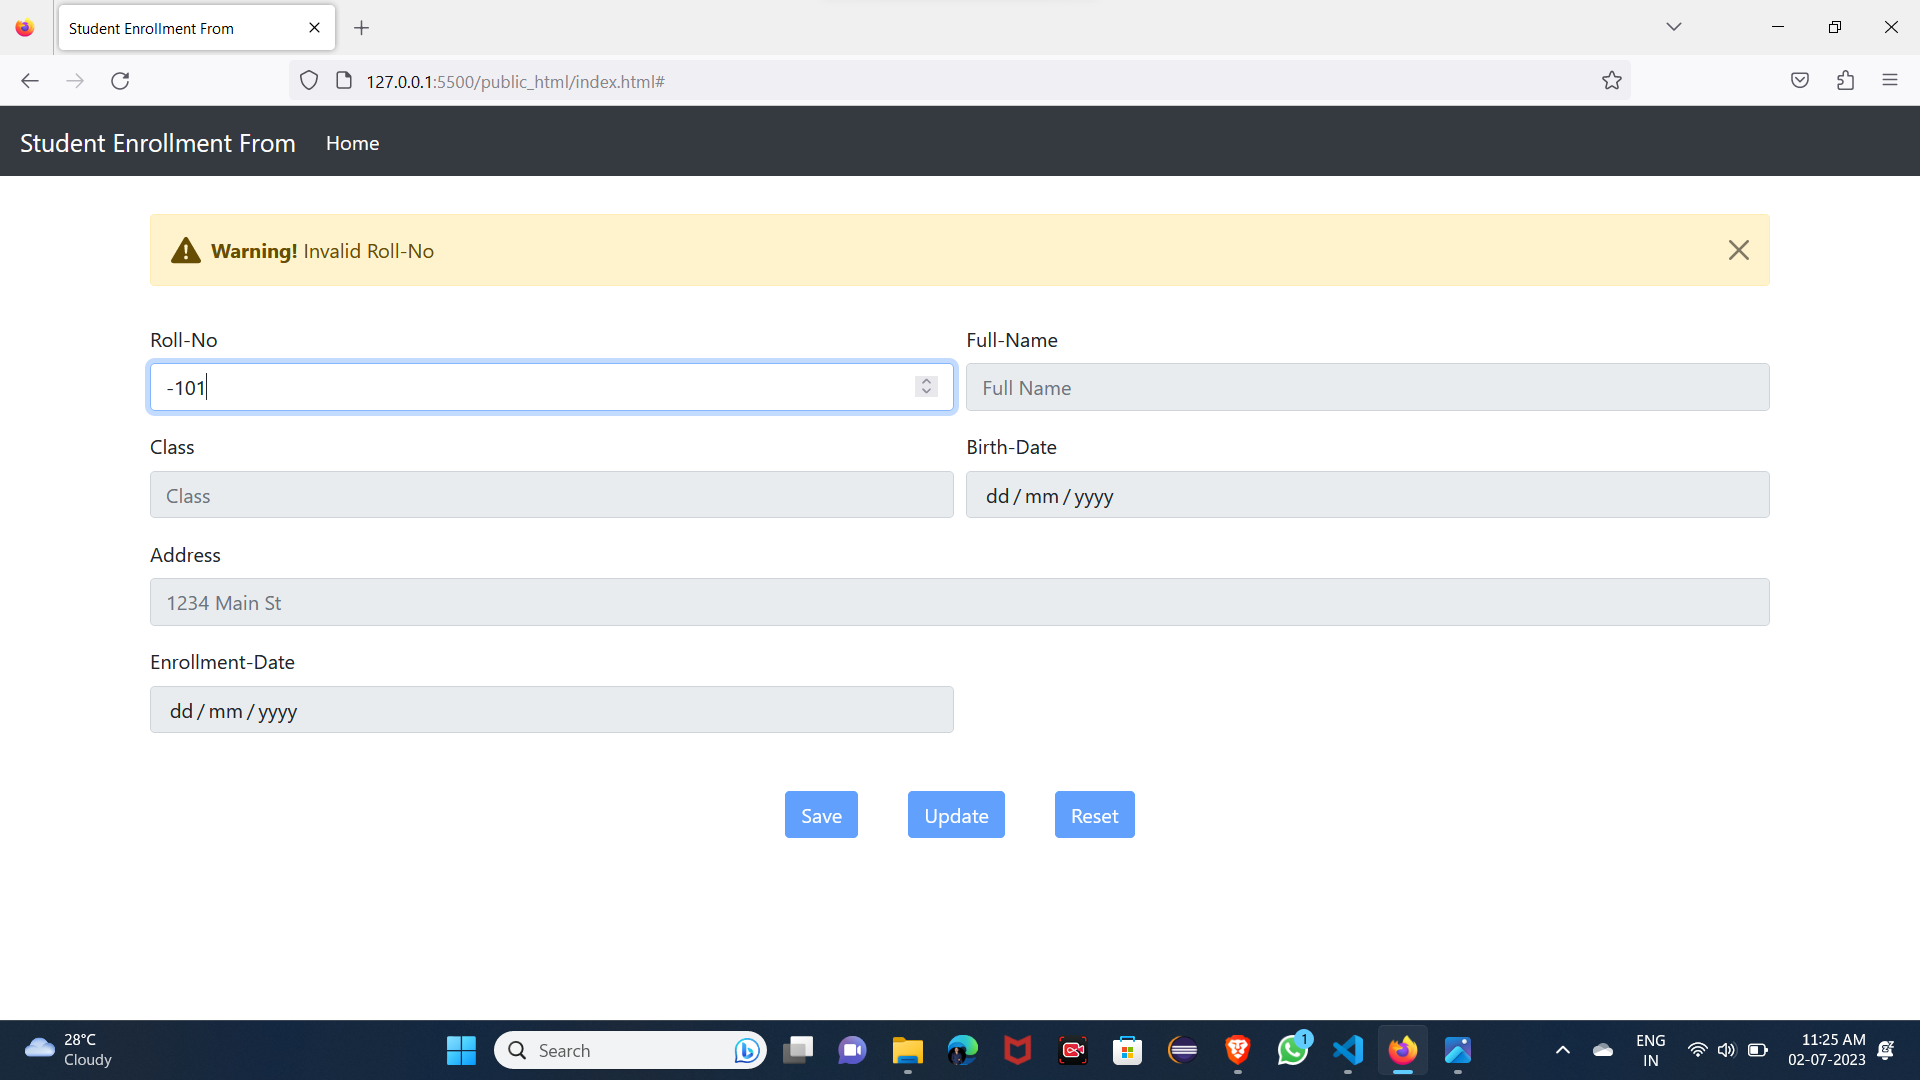 Student Enrollment From
127.0.0.1:5500/public_html/index.html#
Student Enrollment From Home
Warning! Invalid Roll-No
Roll-No Full-Name
-101 Full Name
Class Birth-Date
Class dd/mm/yyyy
Address
1234 Main St
Enrollment-Date
dd/mm/yyyy
Save Update Reset
28°C
Cloudy
Search
1
ENG
IN
11:25 AM
02-07-2023